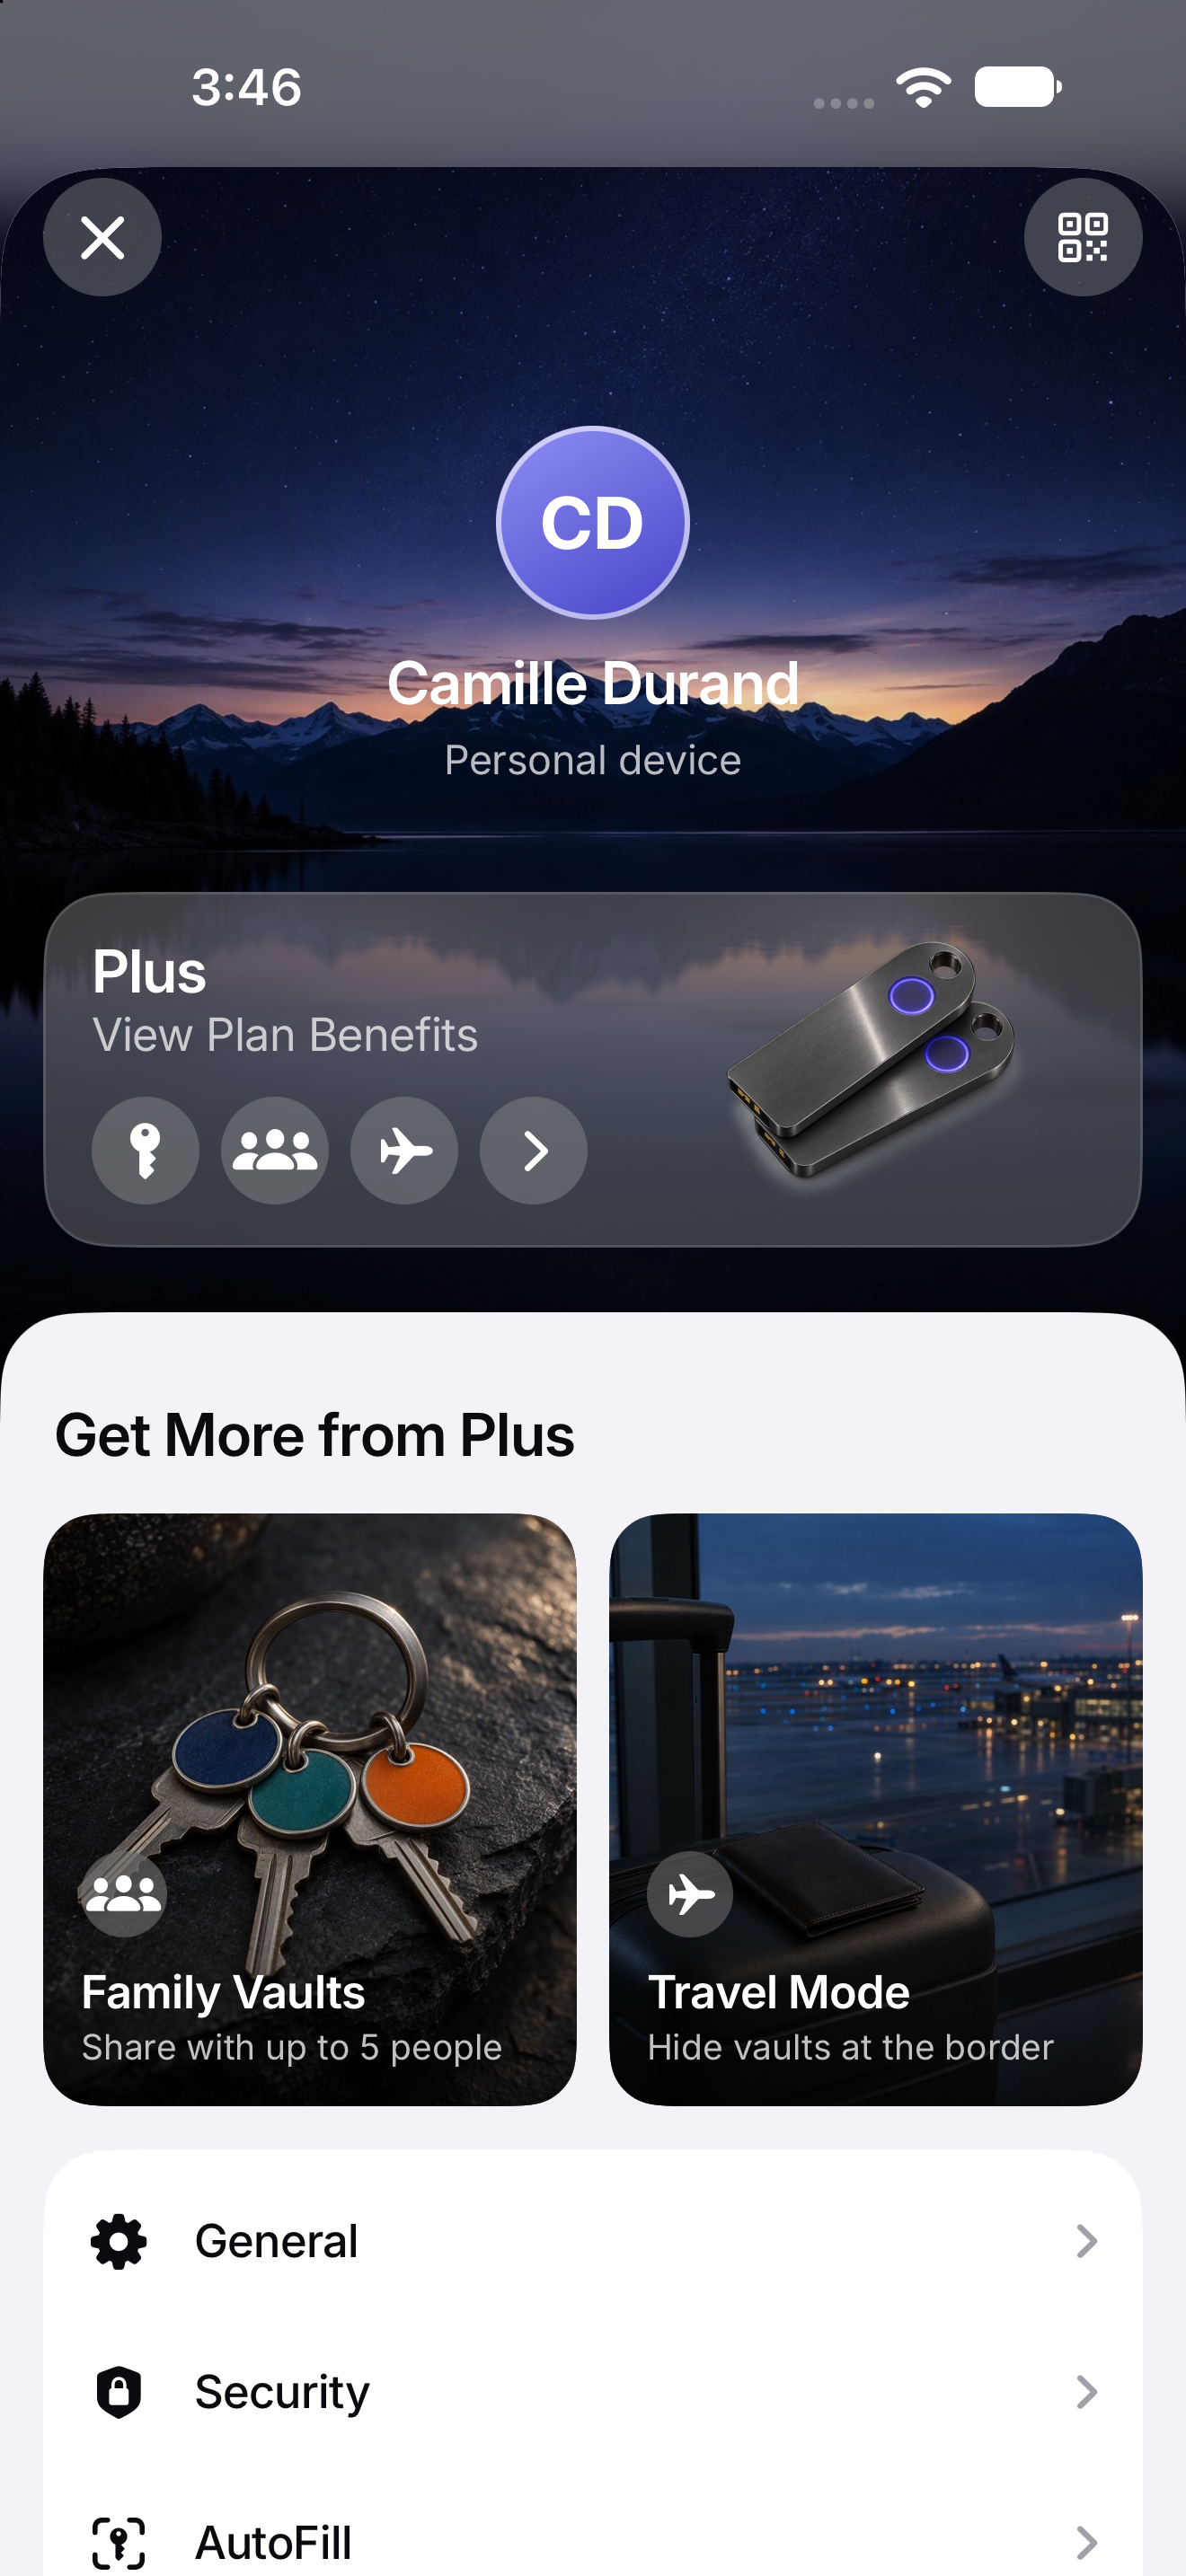 3:46
CD
Camille Durand
Personal device
Plus
View Plan Benefits
Get More from Plus
Family Vaults
Share with up to 5 people
Travel Mode
Hide vaults at the border
General
Security
AutoFill